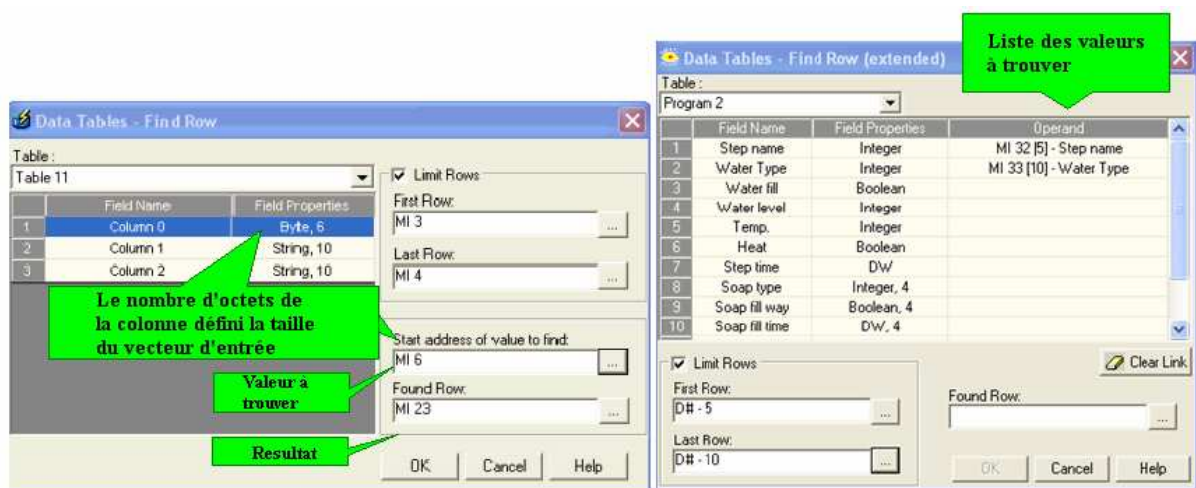 Data Tables - Find Row
Table :
Table 11
Field Name Field Properties
1 Column 0 Byte, 6
2 Column 1 String, 10
3 Column 2 String, 10
Le nombre d'octets de
la colonne défini la taille
du vecteur d'entrée
Limit Rows
First Row:
MI 3
...
Last Row:
MI 4
...
Start address of value to find:
MI 6
...
Valeur à
trouver
Found Row:
MI 23
...
Resultat
OK Cancel Help
Liste des valeurs
à trouver
Data Tables - Find Row (extended)
Table :
Progran 2
Field Name Field Properties Operand
1 Step name Integer MI 32 [5] - Step name
2 Water Type Integer MI 33 [10] - Water Type
3 Water fill Boolean
4 Water level Integer
5 Temp. Integer
6 Heat Boolean
7 Step time DW
8 Soap type Integer, 4
9 Soap fill way Boolean, 4
10 Soap fill time DW, 4
Clear Link
Limit Rows
First Row:
D# - 5
...
Last Row:
D# - 10
...
Found Row:
...
OK Cancel Help